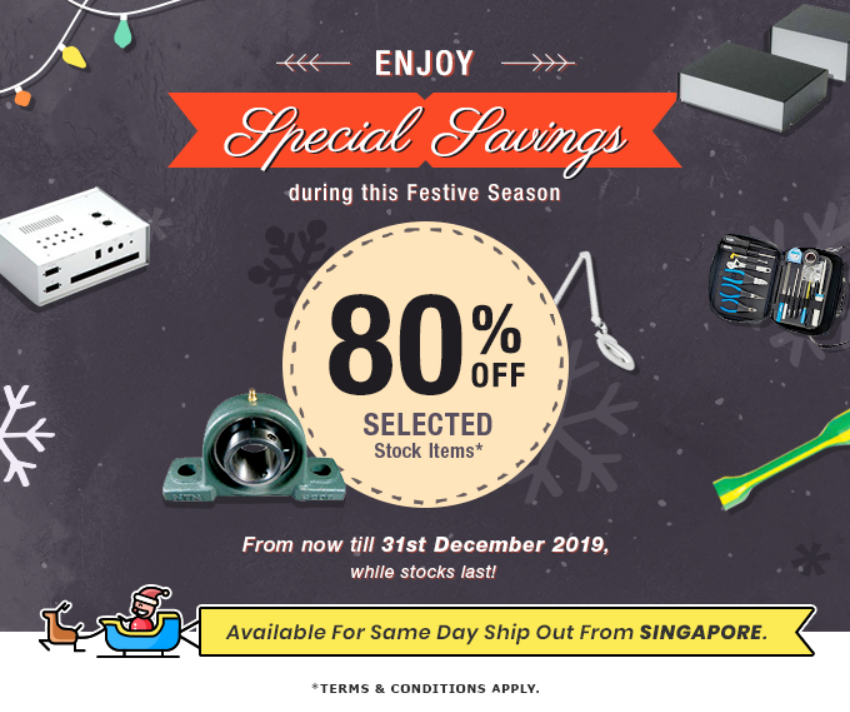 ENJOY
Special Savings
during this Festive Season
80% OFF
SELECTED
Stock Items*
From now till 31st December 2019,
while stocks last!
Available For Same Day Ship Out From SINGAPORE.
*TERMS & CONDITIONS APPLY.